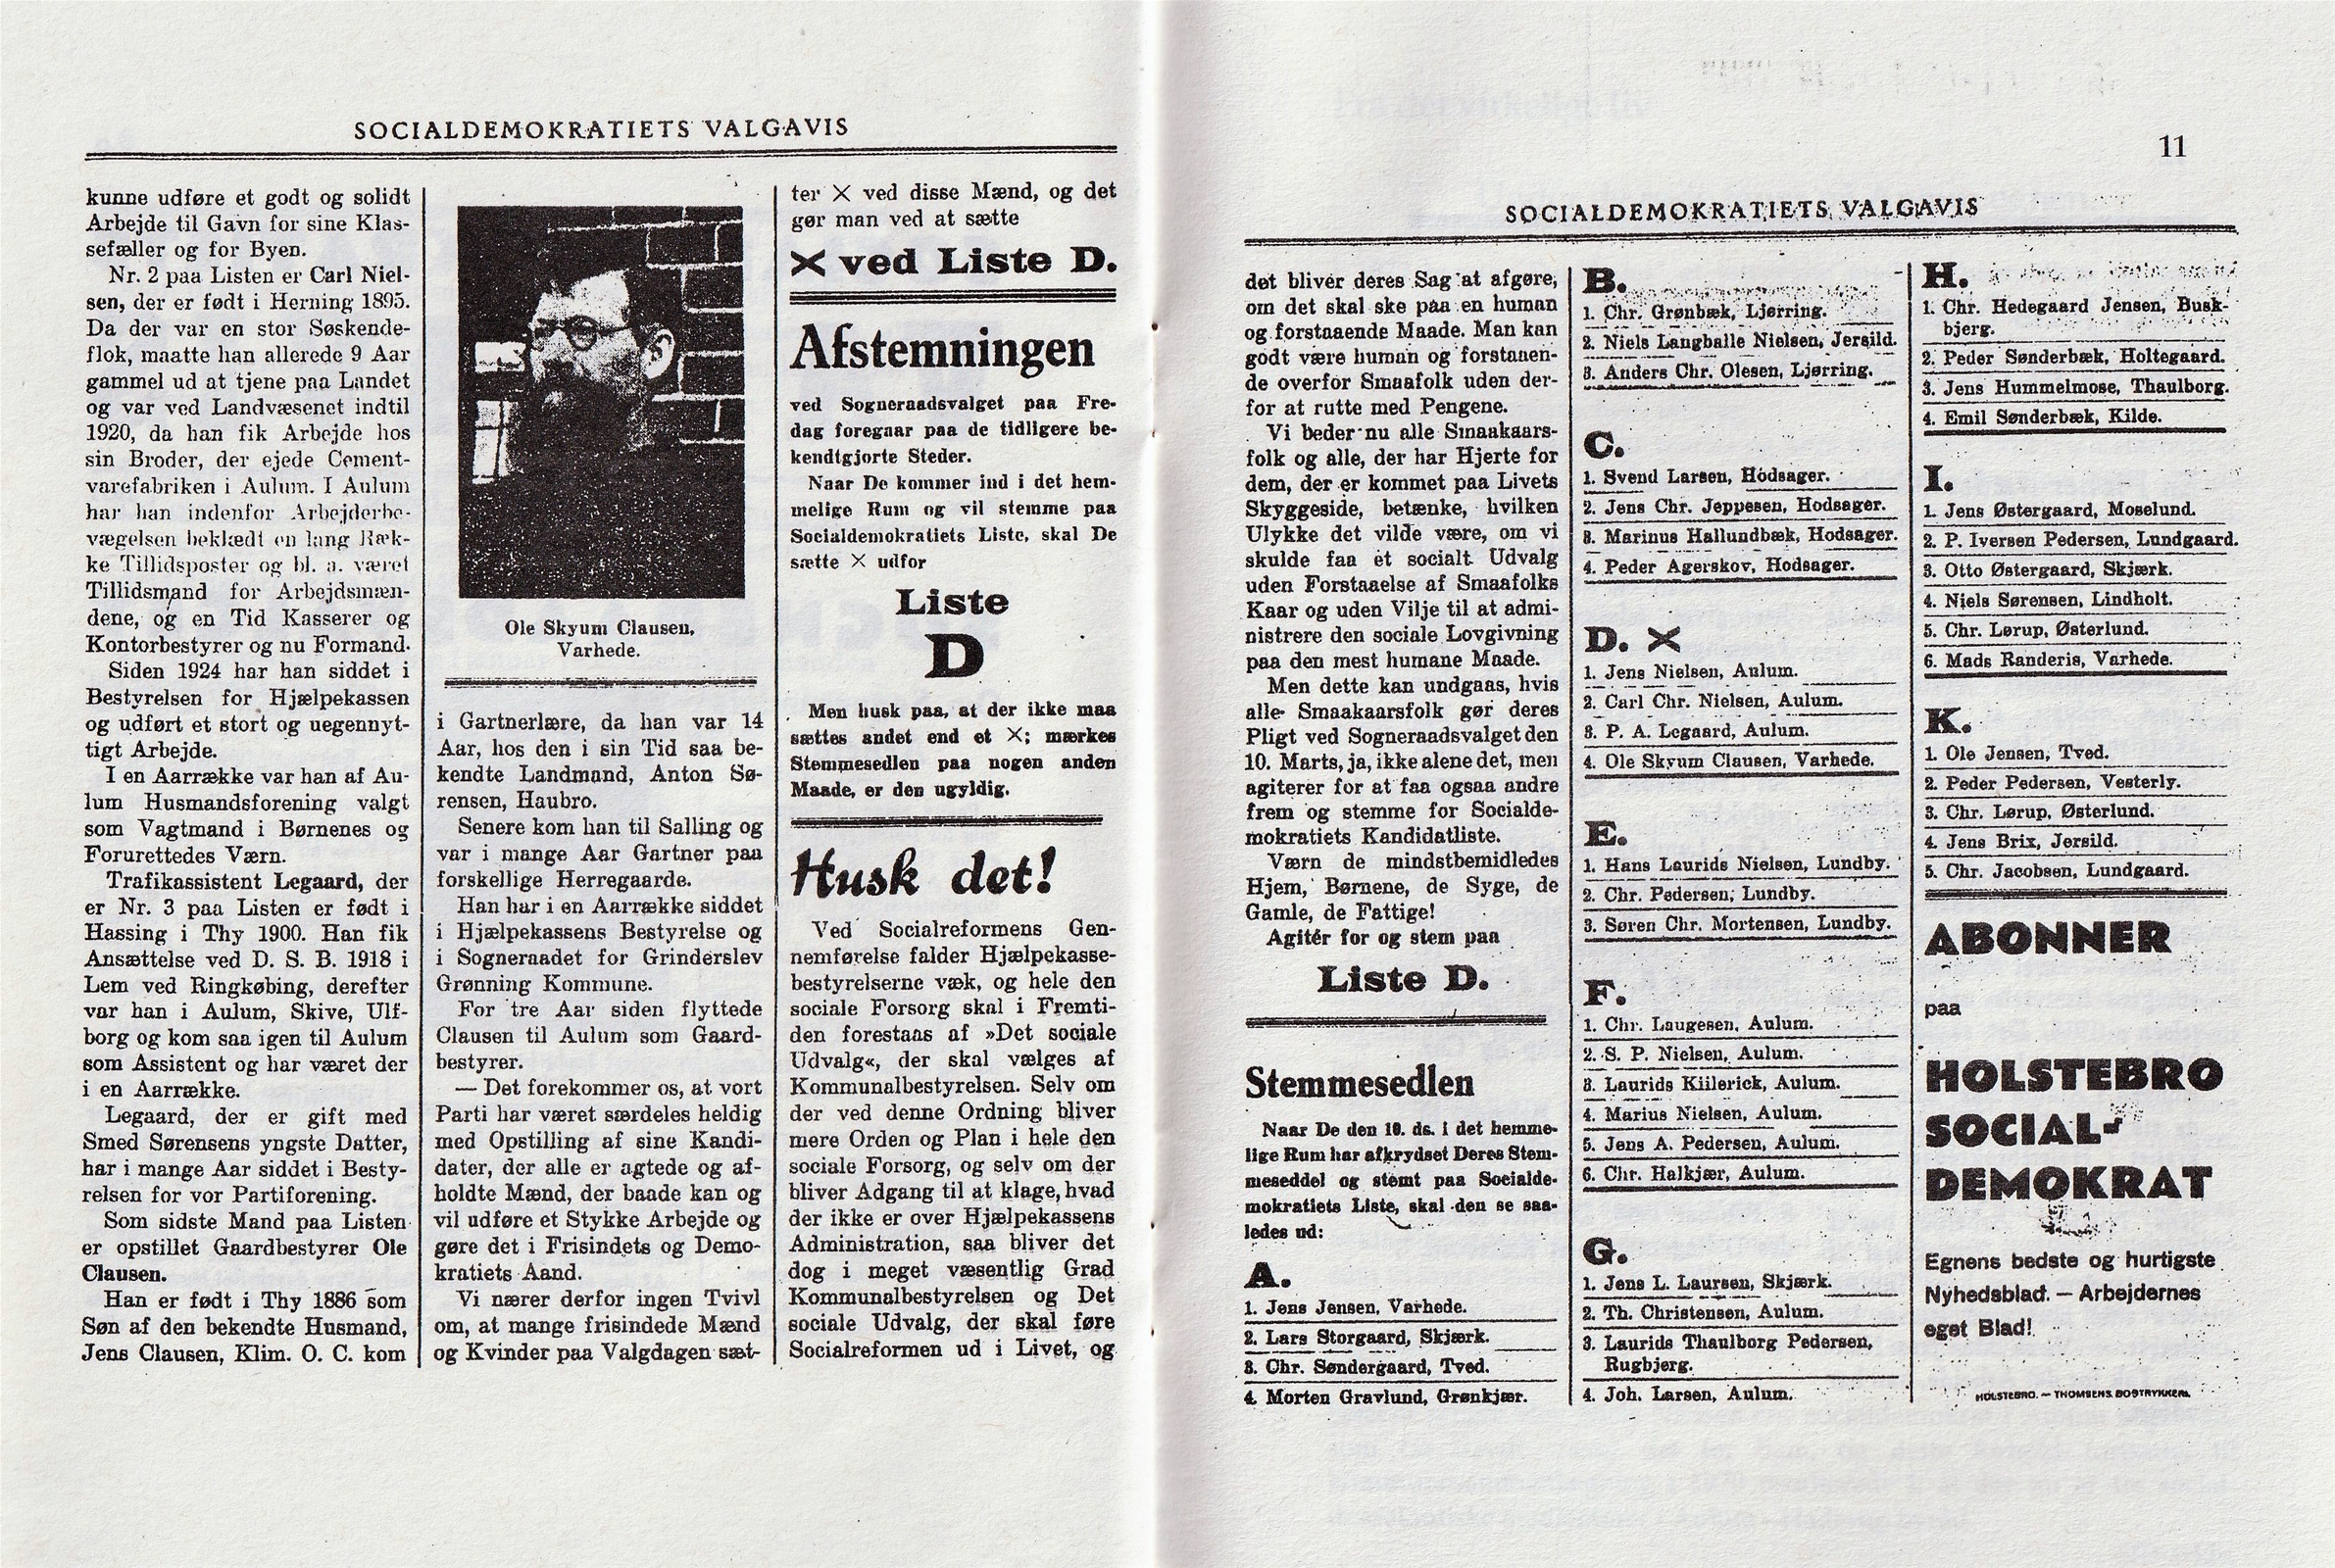 SOCIALDEMOKRATIETS VALGAVIS
kunne udføre et godt og solidt
Arbejde til Gavn for sine Klas-
sefæller og for Byen.
Nr. 2 paa Listen er Carl Niel-
sen, der er født i Herning 1895.
Da der var en stor Søskende-
flok, maatte han allerede 9 Aar
gammel ud at tjene paa Landet
og var ved Landvæsenet indtil
1920, da han fik Arbejde hos
sin Broder, der ejede Cement-
varefabriken i Aulum. I Aulum
har han indenfor Arbejderbe-
vægelsen beklædt en lang Ræk-
ke Tillidsposter og bl. a. været
Tillidsmand for Arbejdsmæn-
dene, og en Tid Kasserer og
Kontorbestyrer og nu Formand.
Siden 1924 har han siddet i
Bestyrelsen for Hjælpekassen
og udført et stort og uegennyt-
tigt Arbejde.
I en Aarrække var han af Au-
lum Husmandsforening valgt
som Vagtmand i Børnenes og
Forurettedes Værn.
Trafikassistent Legaard, der
er Nr. 3 paa Listen er født i
Hassing i Thy 1900. Han fik
Ansættelse ved D. S. B. 1918 i
Lem ved Ringkøbing, derefter
var han i Aulum, Skive, Ulf-
borg og kom saa igen til Aulum
som Assistent og har været der
i en Aarrække.
Legaard, der er gift med
Smed Sørensens yngste Datter,
har i mange Aar siddet i Besty-
relsen for vor Partiforening.
Som sidste Mand paa Listen
er opstillet Gaardbestyrer Ole
Clausen.
Han er født i Thy 1886 som
Søn af den bekendte Husmand,
Jens Clausen, Klim. O. C. kom
Ole Skyum Clausen,
Varhede.
i Gartnerlære, da han var 14
Aar, hos den i sin Tid saa be-
kendte Landmand, Anton Sø-
rensen, Haubro.
Senere kom han til Salling og
var i mange Aar Gartner paa
forskellige Herregaarde.
Han har i en Aarrække siddet
i Hjælpekassens Bestyrelse og
i Sogneraadet for Grinderslev
Grønning Kommune.
For tre Aar siden flyttede
Clausen til Aulum som Gaard-
bestyrer.
— Det forekommer os, at vort
Parti har været særdeles heldig
med Opstilling af sine Kandi-
dater, der alle er agtede og af-
holdte Mænd, der baade kan og
vil udføre et Stykke Arbejde og
gøre det i Frisindets og Demo-
kratiets Aand.
Vi nærer derfor ingen Tvivl
om, at mange frisindede Mænd
og Kvinder paa Valgdagen sæt-
ter X ved disse Mænd, og det
gør man ved at sætte
X ved Liste D.
Afstemningen
ved Sogneraadsvalget paa Fre-
dag foregaar paa de tidligere be-
kendtgjorte Steder.
Naar De kommer ind i det hem-
melige Rum og vil stemme paa
Socialdemokratiets Liste, skal De
sætte X udfor
Liste
D
Men husk paa, at der ikke maa
sættes andet end et X; mærkes
Stemmesedlen paa nogen anden
Maade, er den ugyldig.
Husk det!
Ved Socialreformens Gen-
nemførelse falder Hjælpekasse-
bestyrelserne væk, og hele den
sociale Forsorg skal i Fremti-
den forestaas af »Det sociale
Udvalg«, der skal vælges af
Kommunalbestyrelsen. Selv om
der ved denne Ordning bliver
mere Orden og Plan i hele den
sociale Forsorg, og selv om der
bliver Adgang til at klage, hvad
der ikke er over Hjælpekassens
Administration, saa bliver det
dog i meget væsentlig Grad
Kommunalbestyrelsen og Det
sociale Udvalg, der skal føre
Socialreformen ud i Livet, og
11
SOCIALDEMOKRATIETS VALGAVIS
det bliver deres Sag at afgøre,
om det skal ske paa en human
og forstaaende Maade. Man kan
godt være human og forstaaen-
de overfor Smaafolk uden der-
for at rutte med Pengene.
Vi beder nu alle Smaakaars-
folk og alle, der har Hjerte for
dem, der er kommet paa Livets
Skyggeside, betænke, hvilken
Ulykke det vilde være, om vi
skulde faa et socialt Udvalg
uden Forstaaelse af Smaafolks
Kaar og uden Vilje til at admi-
nistrere den sociale Lovgivning
paa den mest humane Maade.
Men dette kan undgaas, hvis
alle Smaakaarsfolk gør deres
Pligt ved Sogneraadsvalget den
10. Marts, ja, ikke alene det, men
agiterer for at faa ogsaa andre
frem og stemme for Socialde-
mokratiets Kandidatliste.
Værn de mindstbemidledes
Hjem, Børnene, de Syge, de
Gamle, de Fattige!
Agitér for og stem paa
Liste D.
Stemmesedlen
Naar De den 10. ds. i det hemme-
lige Rum har afkrydset Deres Stem-
meseddel og stemt paa Socialde-
mokratiets Liste, skal den se saa-
ledes ud:
A.
1. Jens Jensen, Varhede.
2. Lars Storgaard, Skjærk.
3. Chr. Søndergaard, Tved.
4. Morten Gravlund, Grønkjær.
B.
1. Chr. Grønbæk, Ljørring.
2. Niels Langballe Nielsen, Jersild.
3. Anders Chr. Olesen, Ljørring.
C.
1. Svend Larsen, Hodsager.
2. Jens Chr. Jeppesen, Hodsager.
3. Marinus Hallundbæk, Hodsager.
4. Peder Agerskov, Hodsager.
D. X
1. Jens Nielsen, Aulum.
2. Carl Chr. Nielsen, Aulum.
3. P. A. Legaard, Aulum.
4. Ole Skyum Clausen, Varhede.
E.
1. Hans Laurids Nielsen, Lundby.
2. Chr. Pedersen, Lundby.
3. Søren Chr. Mortensen, Lundby.
F.
1. Chr. Laugesen, Aulum.
2. S. P. Nielsen, Aulum.
3. Laurids Kiilerick, Aulum.
4. Marius Nielsen, Aulum.
5. Jens A. Pedersen, Aulum.
6. Chr. Halkjær, Aulum.
G.
1. Jens L. Laursen, Skjærk.
2. Th. Christensen, Aulum.
3. Laurids Thaulborg Pedersen,
Rugbjerg.
4. Joh. Larsen, Aulum.
H.
1. Chr. Hedegaard Jensen, Busk-
bjerg.
2. Peder Sønderbæk, Holtegaard.
3. Jens Hummelmose, Thaulborg.
4. Emil Sønderbæk, Kilde.
I.
1. Jens Østergaard, Moselund.
2. P. Iversen Pedersen, Lundgaard.
3. Otto Østergaard, Skjærk.
4. Niels Sørensen, Lindholt.
5. Chr. Lørup, Østerlund.
6. Mads Randeris, Varhede.
K.
1. Ole Jensen, Tved.
2. Peder Pedersen, Vesterly.
3. Chr. Lørup, Østerlund.
4. Jens Brix, Jersild.
5. Chr. Jacobsen, Lundgaard.
ABONNER
paa
HOLSTEBRO
SOCIAL-
DEMOKRAT
Egnens bedste og hurtigste
Nyhedsblad. — Arbejdernes
eget Blad!
HOLSTEBRO. — THOMSENS BOGTRYKKERI.